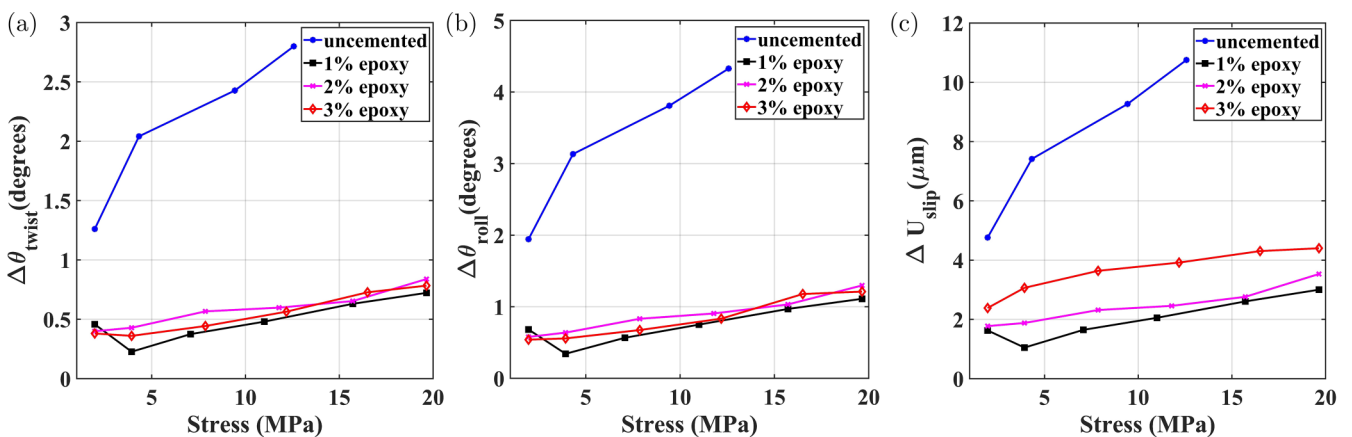 (a)
3
2.5
2
1.5
1
0.5
0
Δθtwist(degrees)
5
10
15
20
Stress (MPa)
uncemented
1% epoxy
2% epoxy
3% epoxy
(b)
5
4
3
2
1
0
Δθroll(degrees)
5
10
15
20
Stress (MPa)
uncemented
1% epoxy
2% epoxy
3% epoxy
(c)
12
10
8
6
4
2
0
Δ Uslip(μm)
5
10
15
20
Stress (MPa)
uncemented
1% epoxy
2% epoxy
3% epoxy